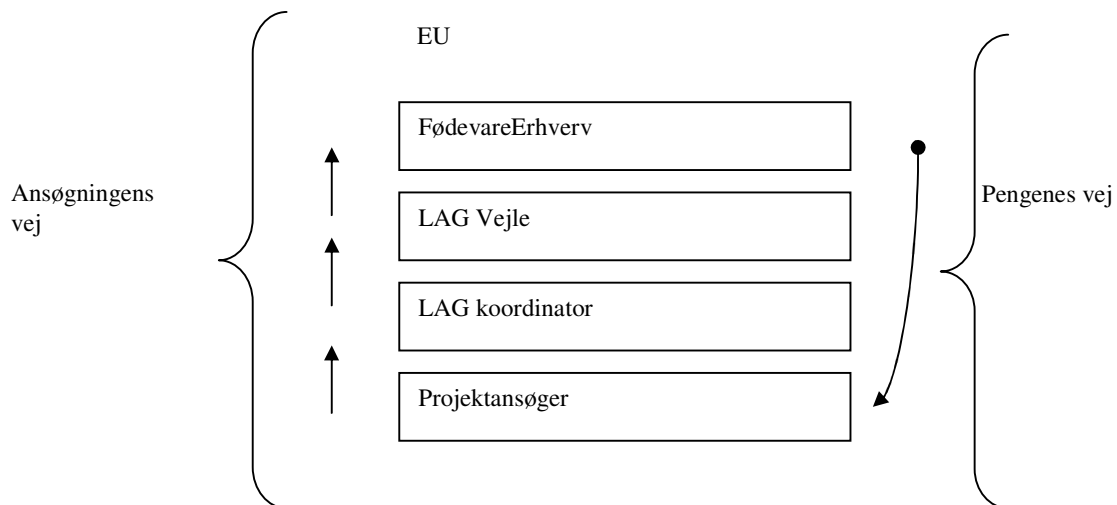 EU
FødevareErhverv
Ansøgningens
vej
LAG Vejle
Pengenes vej
LAG koordinator
Projektansøger